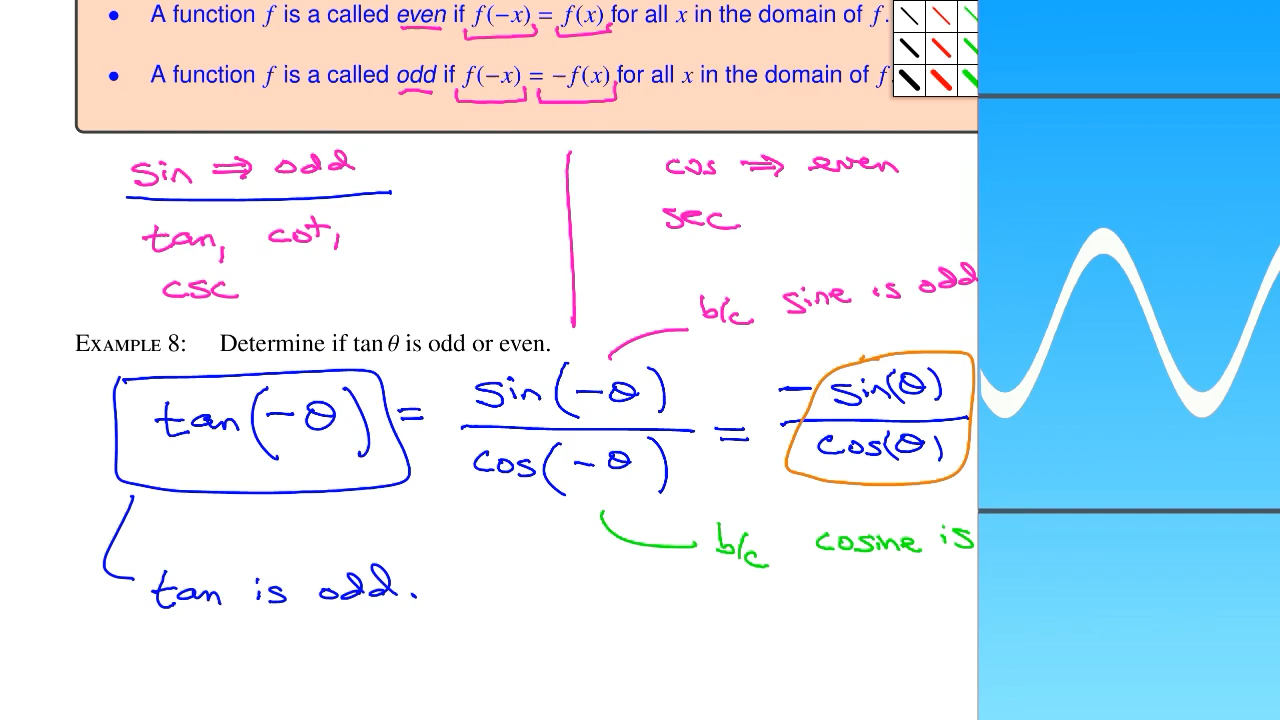 • A function f is a called even if f(−x) = f(x) for all x in the domain of f.
• A function f is a called odd if f(−x) = −f(x) for all x in the domain of f.
sin ⇒ odd
tan, cot,
csc
cos ⇒ even
sec
b/c sine is odd
EXAMPLE 8: Determine if tan θ is odd or even.
tan(−θ) = sin(−θ)/cos(−θ) = −sin(θ)/cos(θ)
b/c cosine is
tan is odd.